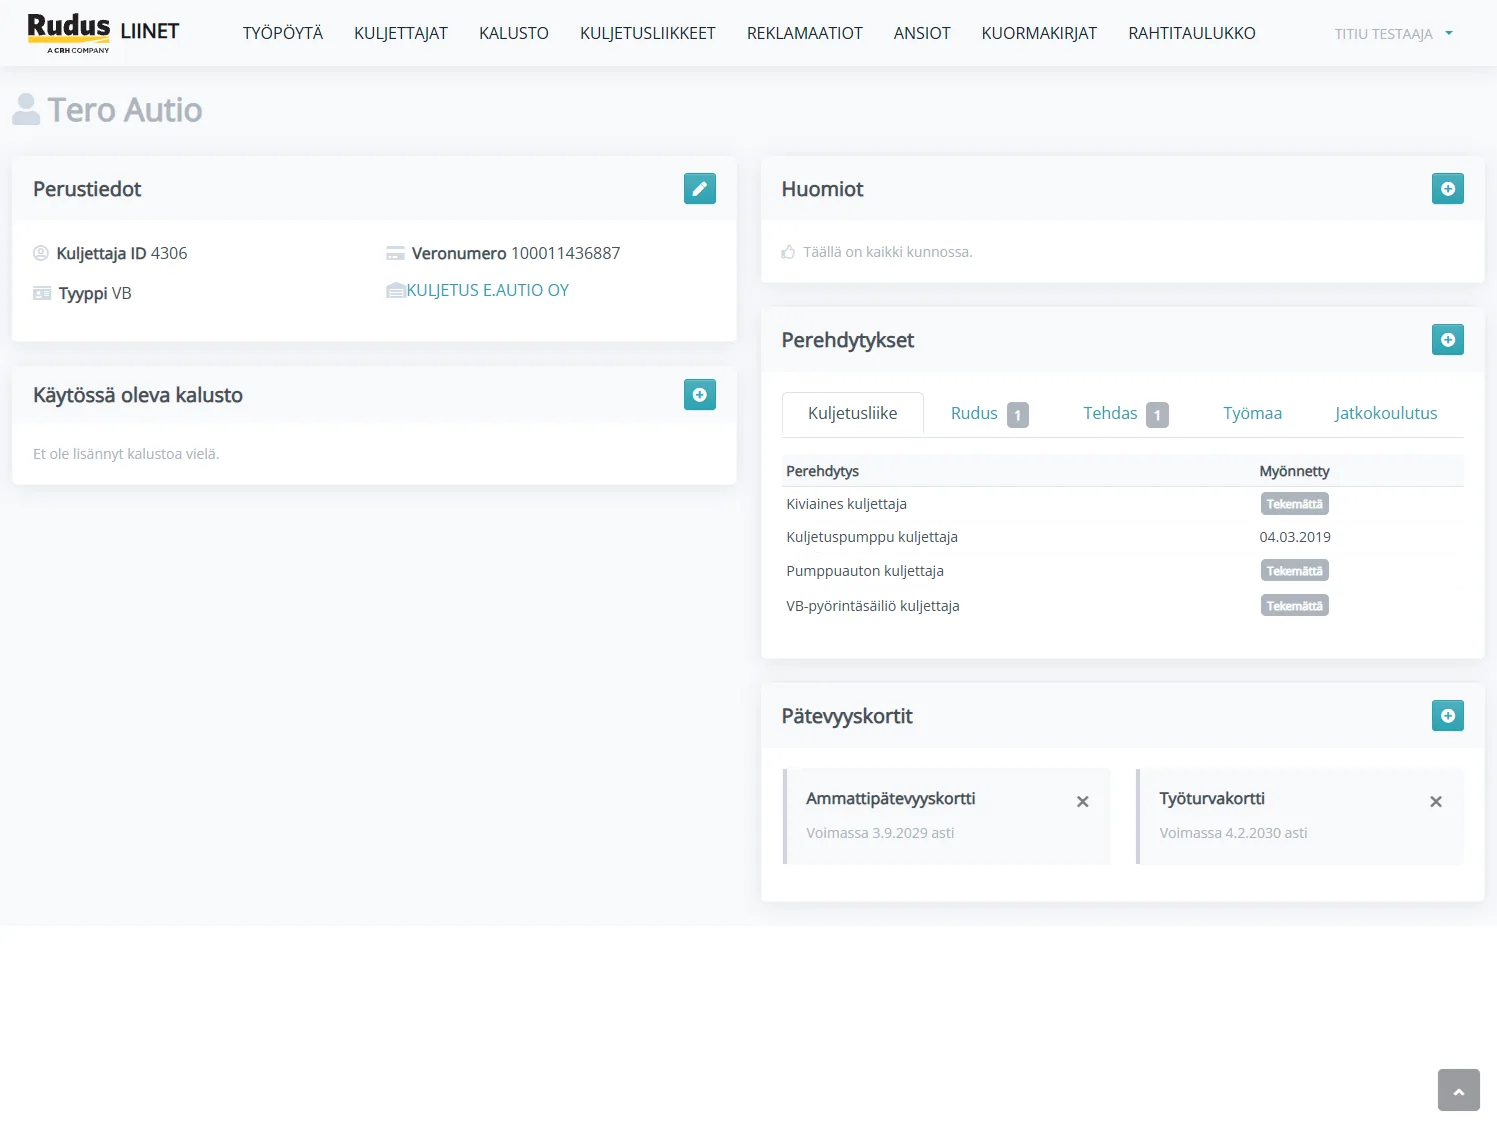 Rudus LIINET
A CRH COMPANY
TYÖPÖYTÄ KULJETTAJAT KALUSTO KULJETUSLIIKKEET REKLAMAATIOT ANSIOT KUORMAKIRJAT RAHTITAULUKKO TITIU TESTAAJA
Tero Autio
Perustiedot
Kuljettaja ID 4306
Veronumero 100011436887
Tyyppi VB
KULJETUS E.AUTIO OY
Käytössä oleva kalusto
Et ole lisännyt kalustoa vielä.
Huomiot
Täällä on kaikki kunnossa.
Perehdytykset
Kuljetusliike Rudus 1 Tehdas 1 Työmaa Jatkokoulutus
Perehdytys Myönnetty
Kiviaines kuljettaja Tekemättä
Kuljetuspumppu kuljettaja 04.03.2019
Pumppuauton kuljettaja Tekemättä
VB-pyörintäsäiliö kuljettaja Tekemättä
Pätevyyskortit
Ammattipätevyyskortti
Voimassa 3.9.2029 asti
Työturvakortti
Voimassa 4.2.2030 asti